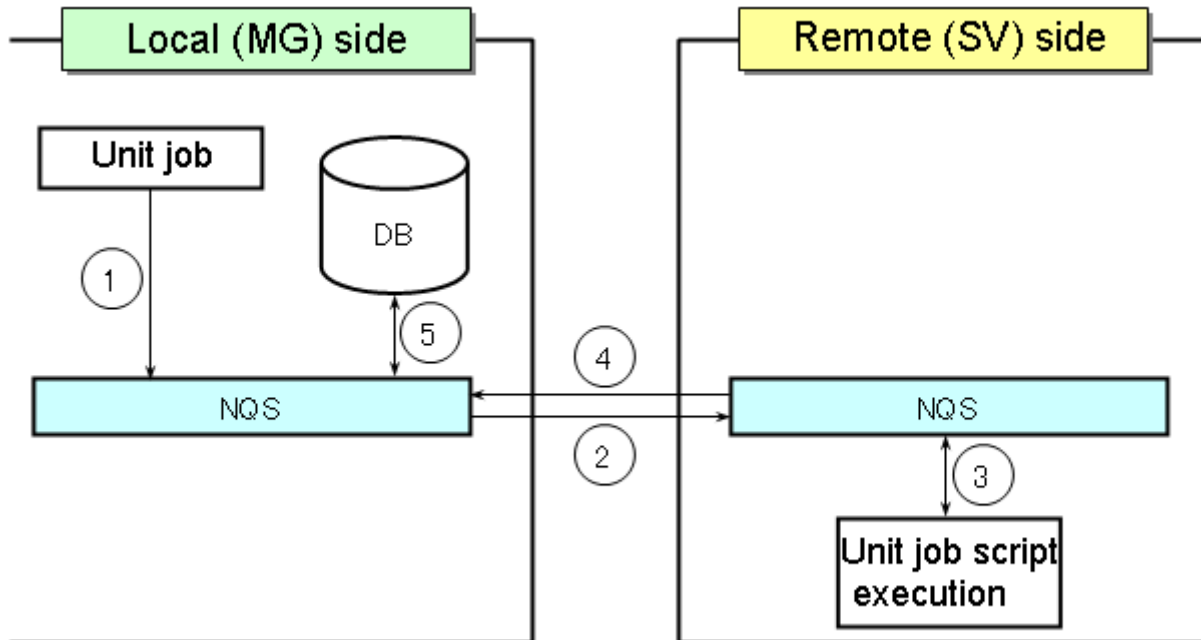 Local (MG) side
Remote (SV) side
Unit job
DB
1
5
4
NQS
NQS
2
3
Unit job script
execution